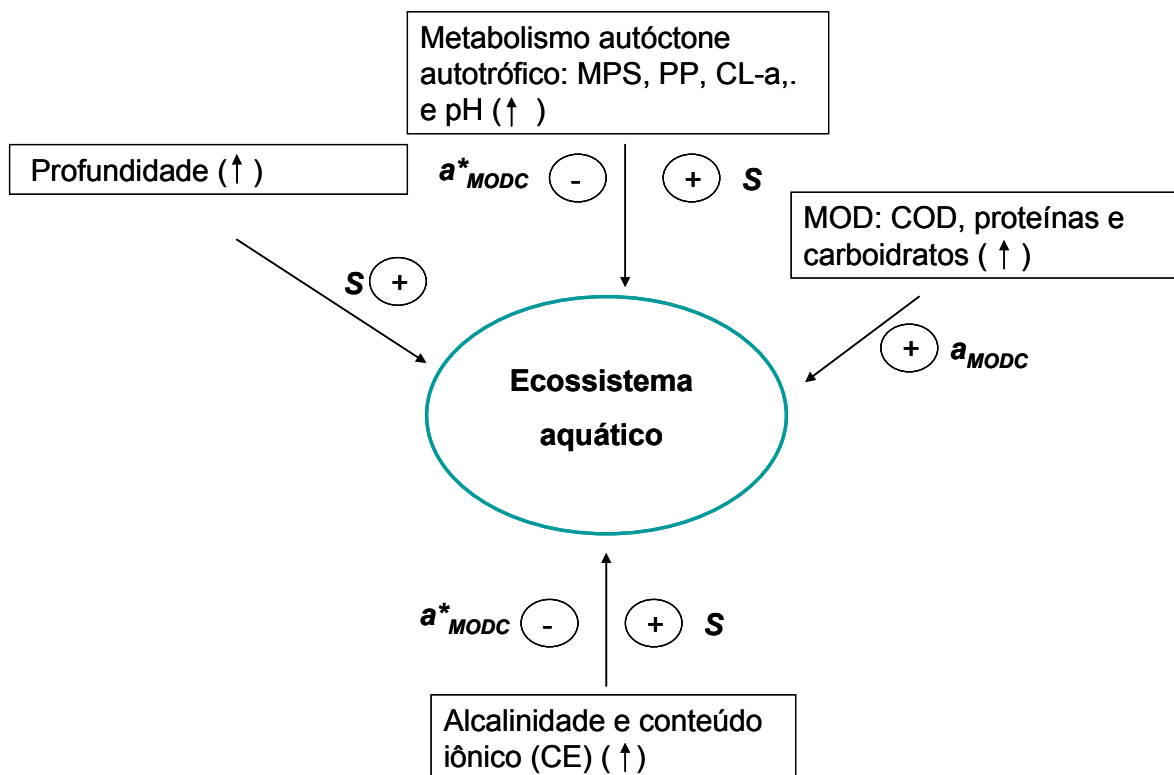 Metabolismo autóctone
autotrófico: MPS, PP, CL-a,.
e pH (↑)
Profundidade (↑)
a*MODC - + S
MOD: COD, proteínas e
carboidratos (↑)
S +
+ aMODC
Ecossistema
aquático
a*MODC - + S
Alcalinidade e conteúdo
iônico (CE) (↑)